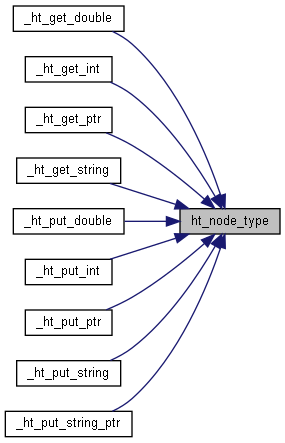 _ht_get_double
_ht_get_int
_ht_get_ptr
_ht_get_string
_ht_put_double
ht_node_type
_ht_put_int
_ht_put_ptr
_ht_put_string
_ht_put_string_ptr